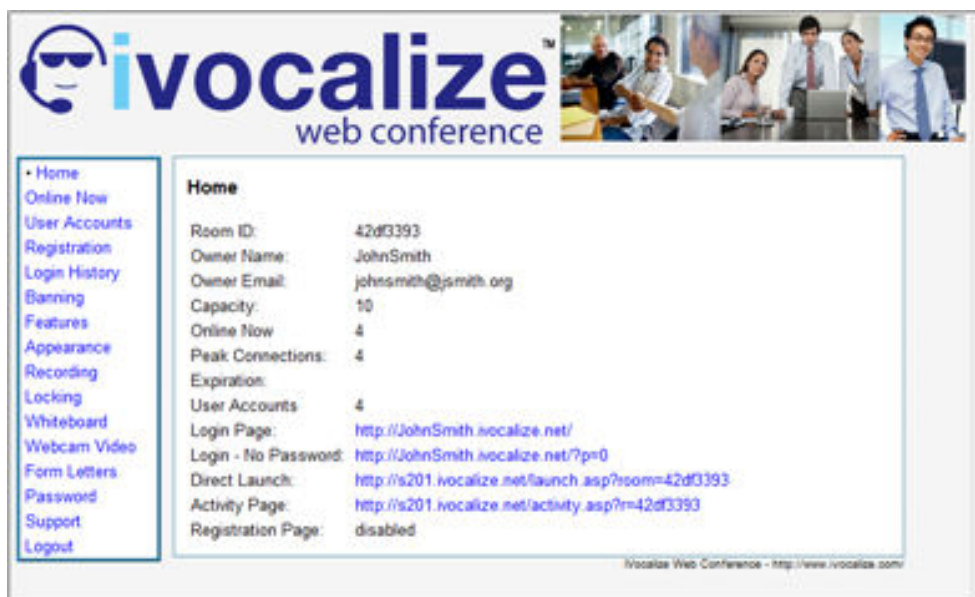 ivocalize™
web conference
• Home
Online Now
User Accounts
Registration
Login History
Banning
Features
Appearance
Recording
Locking
Whiteboard
Webcam Video
Form Letters
Password
Support
Logout
Home
Room ID: 42df3393
Owner Name: JohnSmith
Owner Email: johnsmith@jsmith.org
Capacity: 10
Online Now 4
Peak Connections: 4
Expiration:
User Accounts 4
Login Page: http://JohnSmith.ivocalize.net/
Login - No Password: http://JohnSmith.ivocalize.net/?p=0
Direct Launch: http://s201.ivocalize.net/launch.asp?room=42df3393
Activity Page: http://s201.ivocalize.net/activity.asp?r=42df3393
Registration Page: disabled
iVocalize Web Conference - http://www.ivocalize.com/